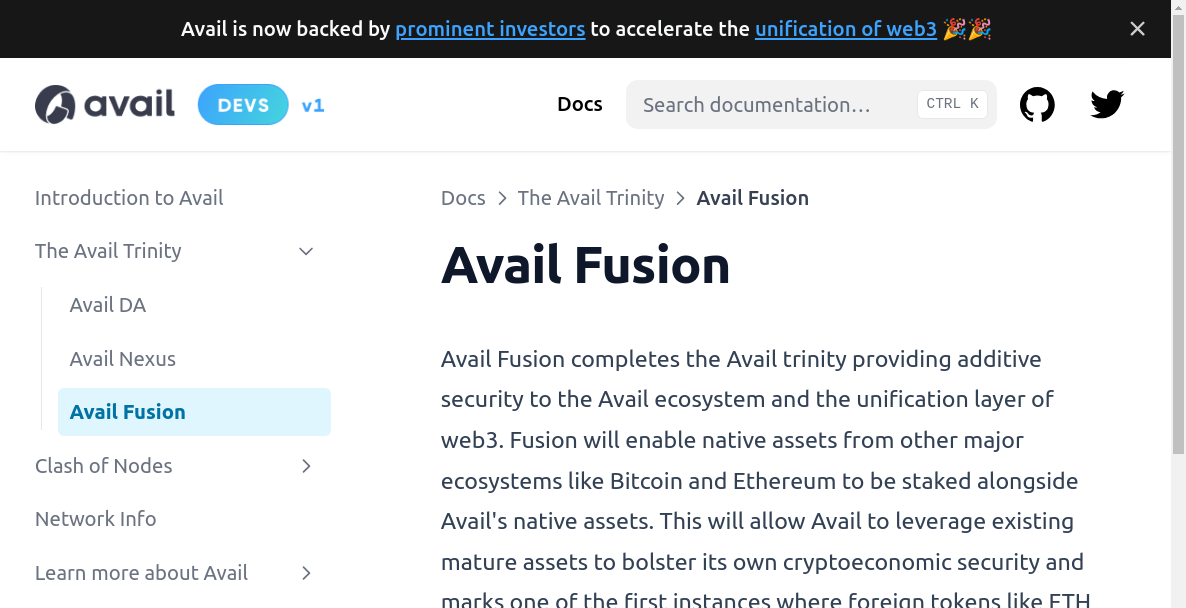 Avail is now backed by prominent investors to accelerate the unification of web3 🎉🎉
avail DEVS v1
Docs
Search documentation…
CTRL K
Introduction to Avail
The Avail Trinity
Avail DA
Avail Nexus
Avail Fusion
Clash of Nodes
Network Info
Learn more about Avail
Docs > The Avail Trinity > Avail Fusion
Avail Fusion
Avail Fusion completes the Avail trinity providing additive
security to the Avail ecosystem and the unification layer of
web3. Fusion will enable native assets from other major
ecosystems like Bitcoin and Ethereum to be staked alongside
Avail's native assets. This will allow Avail to leverage existing
mature assets to bolster its own cryptoeconomic security and
marks one of the first instances where foreign tokens like ETH